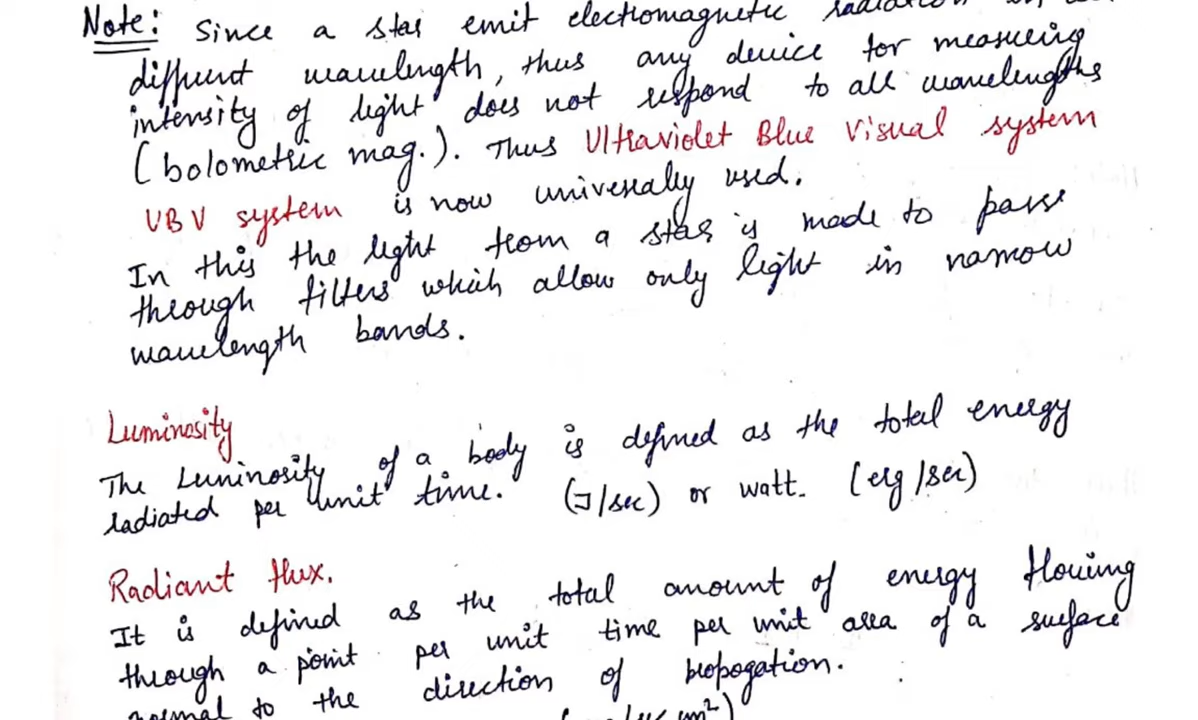 Note: Since a star emit electromagnetic radiation in
different wavelength, thus any device for measuring
intensity of light does not respond to all wavelengths
(bolometric mag.). Thus Ultraviolet Blue Visual system
UBV system is now universally used.
In this the light from a star is made to pass
through filters which allow only light in narrow
wavelength bands.
Luminosity
The Luminosity of a body is defined as the total energy
radiated per unit time. (J/sec) or watt. (erg/sec)
Radiant flux.
It is defined as the total amount of energy flowing
through a point per unit time per unit area of a surface
normal to the direction of propogation.